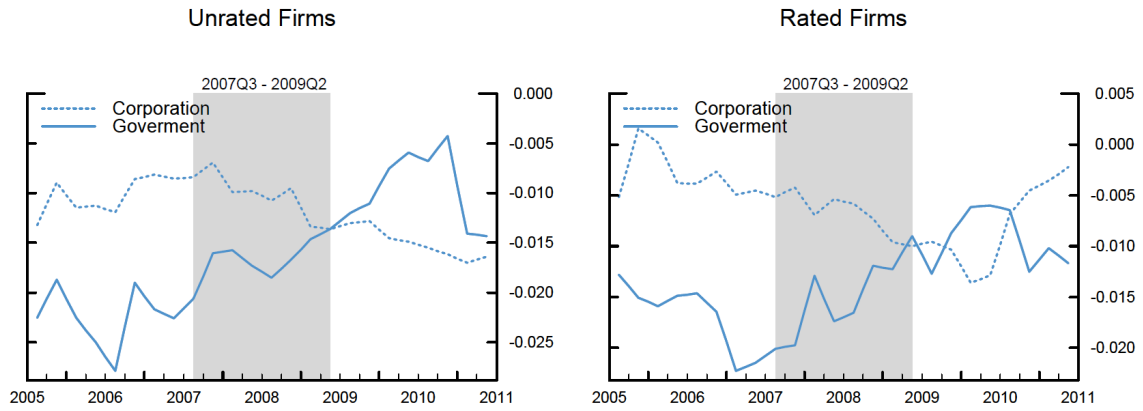 Unrated Firms
2007Q3 - 2009Q2
Corporation
Goverment
0.000
-0.005
-0.010
-0.015
-0.020
-0.025
2005 2006 2007 2008 2009 2010 2011
Rated Firms
2007Q3 - 2009Q2
Corporation
Goverment
0.005
0.000
-0.005
-0.010
-0.015
-0.020
2005 2006 2007 2008 2009 2010 2011